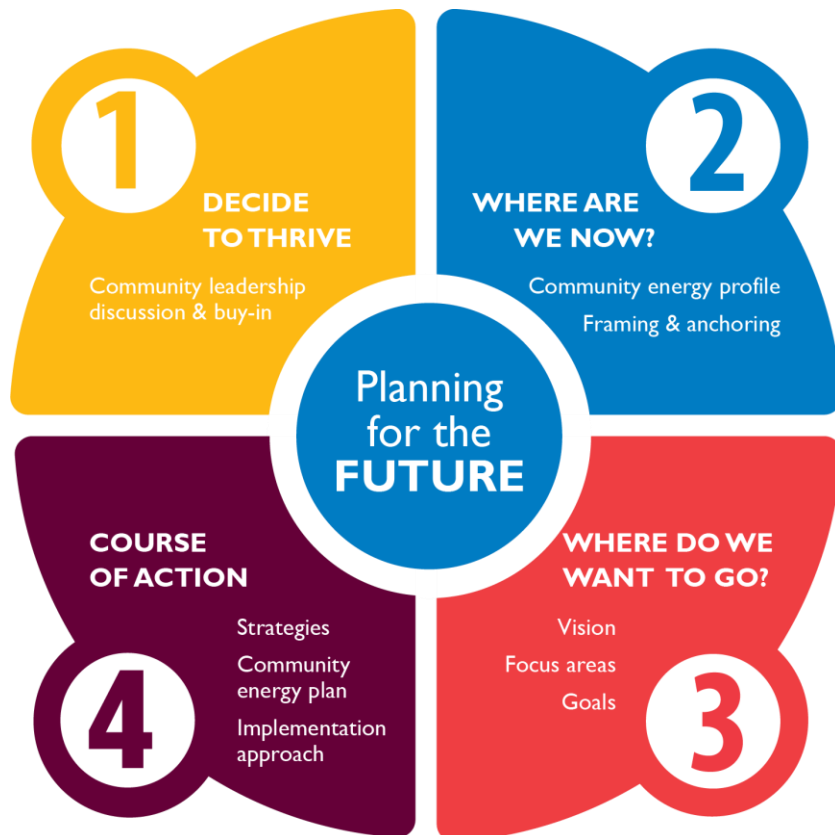 1
DECIDE
TO THRIVE
Community leadership
discussion & buy-in
2
WHERE ARE
WE NOW?
Community energy profile
Framing & anchoring
Planning
for the
FUTURE
WHERE DO WE
WANT TO GO?
Vision
Focus areas
Goals
3
COURSE
OF ACTION
Strategies
Community
energy plan
Implementation
approach
4